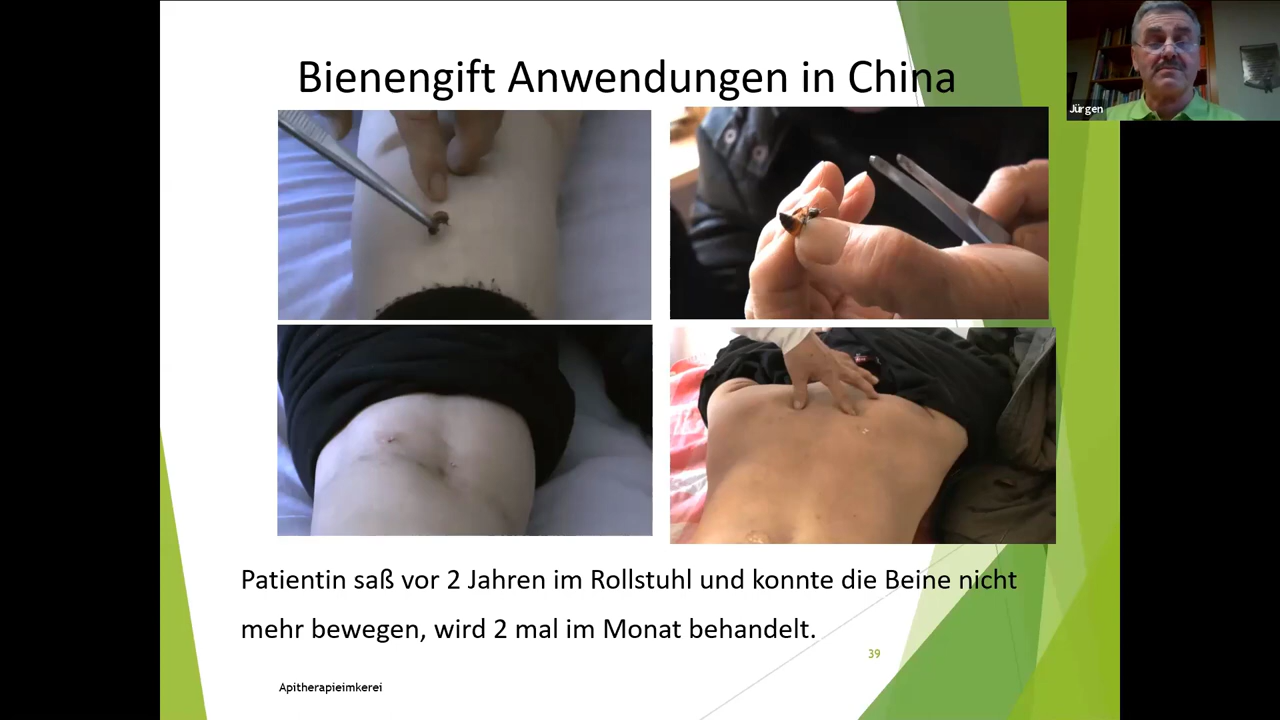 Bienengift Anwendungen in China
Jürgen
Patientin saß vor 2 Jahren im Rollstuhl und konnte die Beine nicht
mehr bewegen, wird 2 mal im Monat behandelt.
39
Apitherapieimkerei